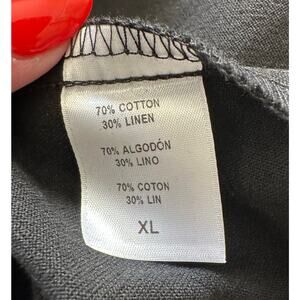 70% COTTON
30% LINEN
70% ALGODÓN
30% LINO
70% COTON
30% LIN
XL